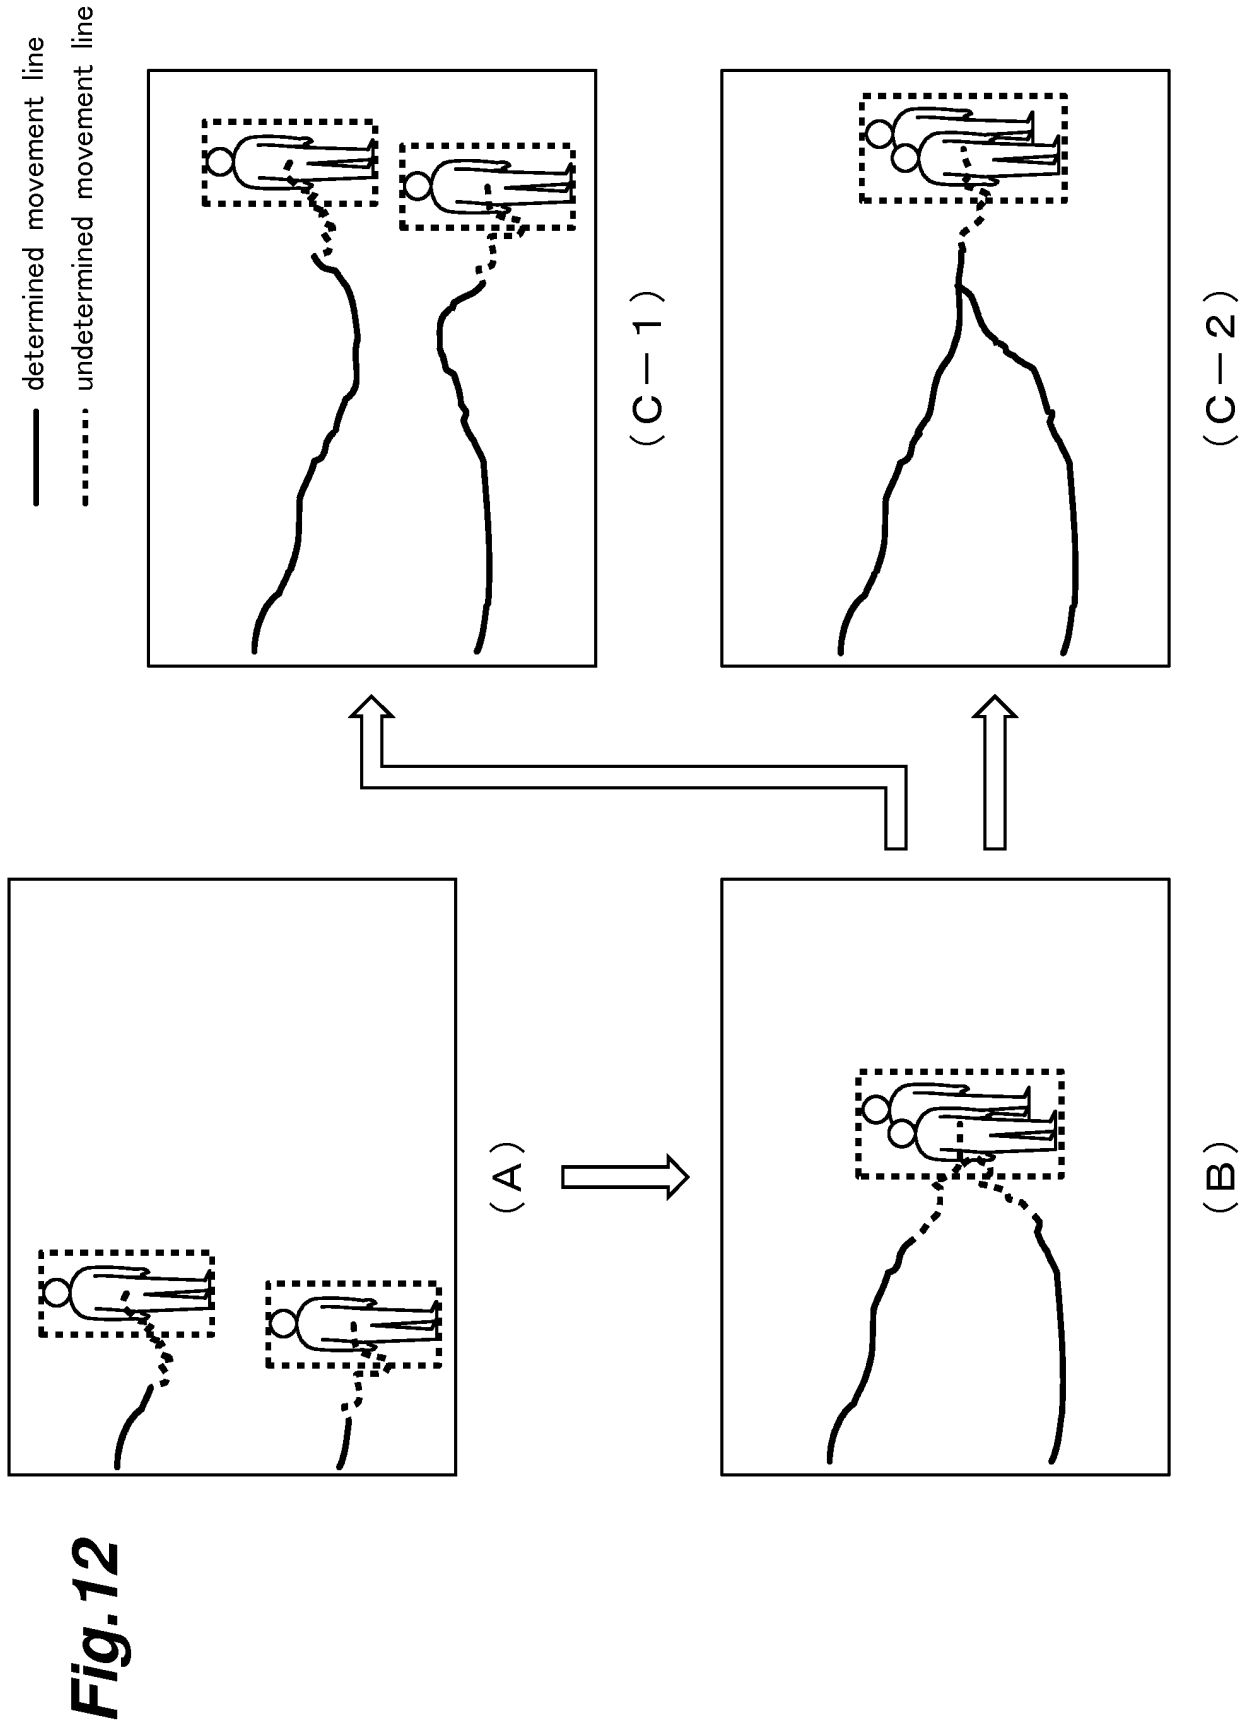 Fig.12
determined movement line
undetermined movement line
(A)
(C－1)
(B)
(C－2)